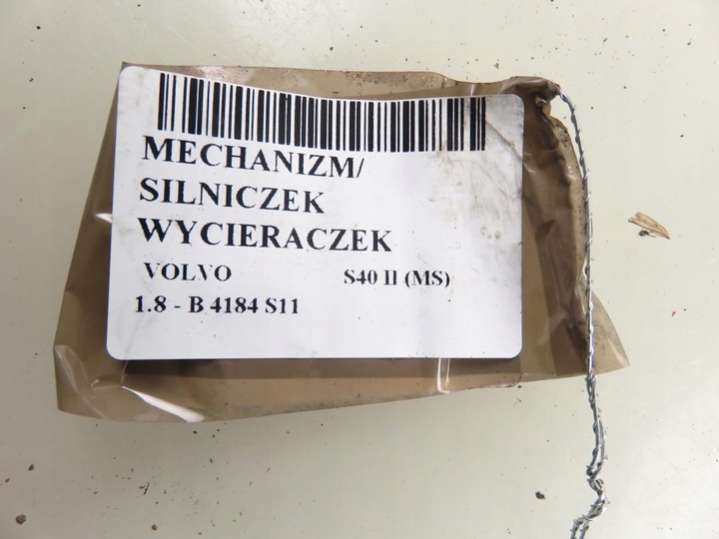 MECHANIZM/
SILNICZEK
WYCIERACZEK
VOLVO S40 II (MS)
1.8 - B 4184 S11